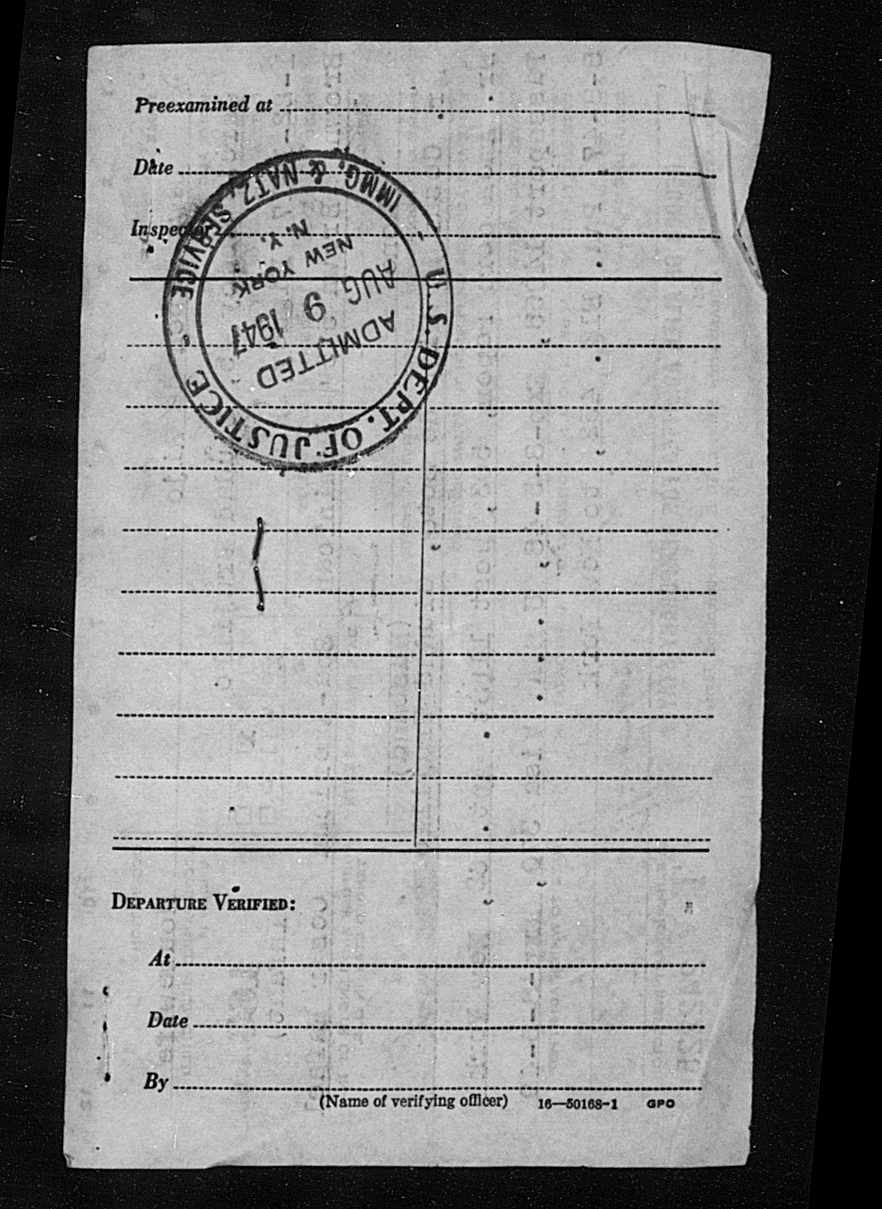 Preexamined at
Date
Inspector
U.S. DEPT. OF JUSTICE - IMMG. & NATZ. SERVICE -
ADMITTED
AUG 9 1947
NEW YORK
N. Y.
DEPARTURE VERIFIED:
At
Date
By
(Name of verifying officer) 16—50168-1 GPO